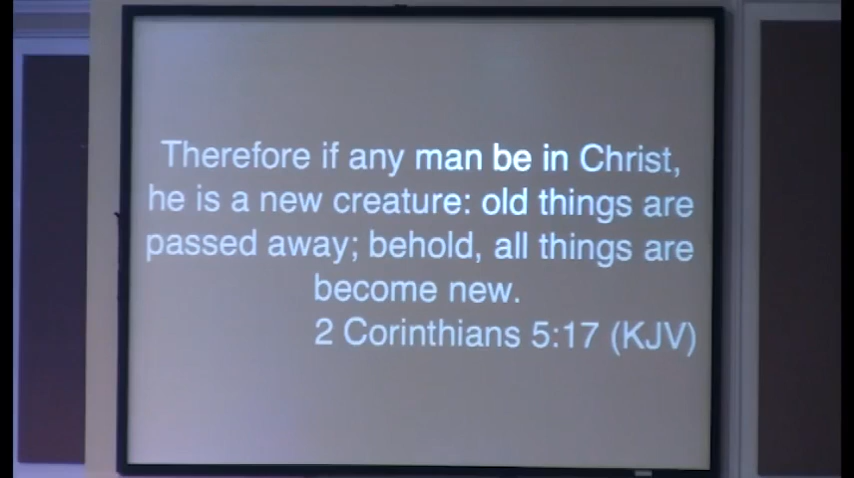 Therefore if any man be in Christ,
he is a new creature: old things are
passed away; behold, all things are
become new.
2 Corinthians 5:17 (KJV)